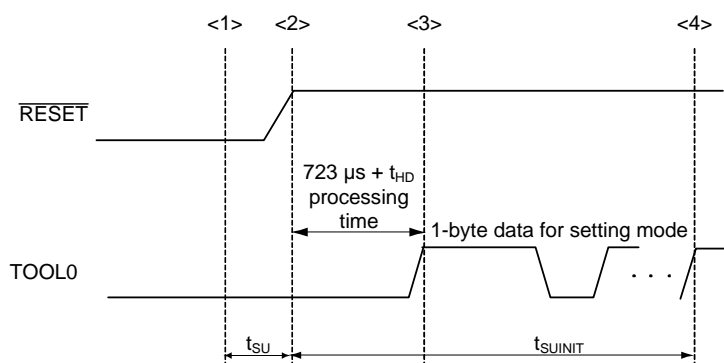 <1> <2> <3> <4>
RESET
723 µs + tHD
processing
time
1-byte data for setting mode
TOOL0
. . .
tSU tSUINIT